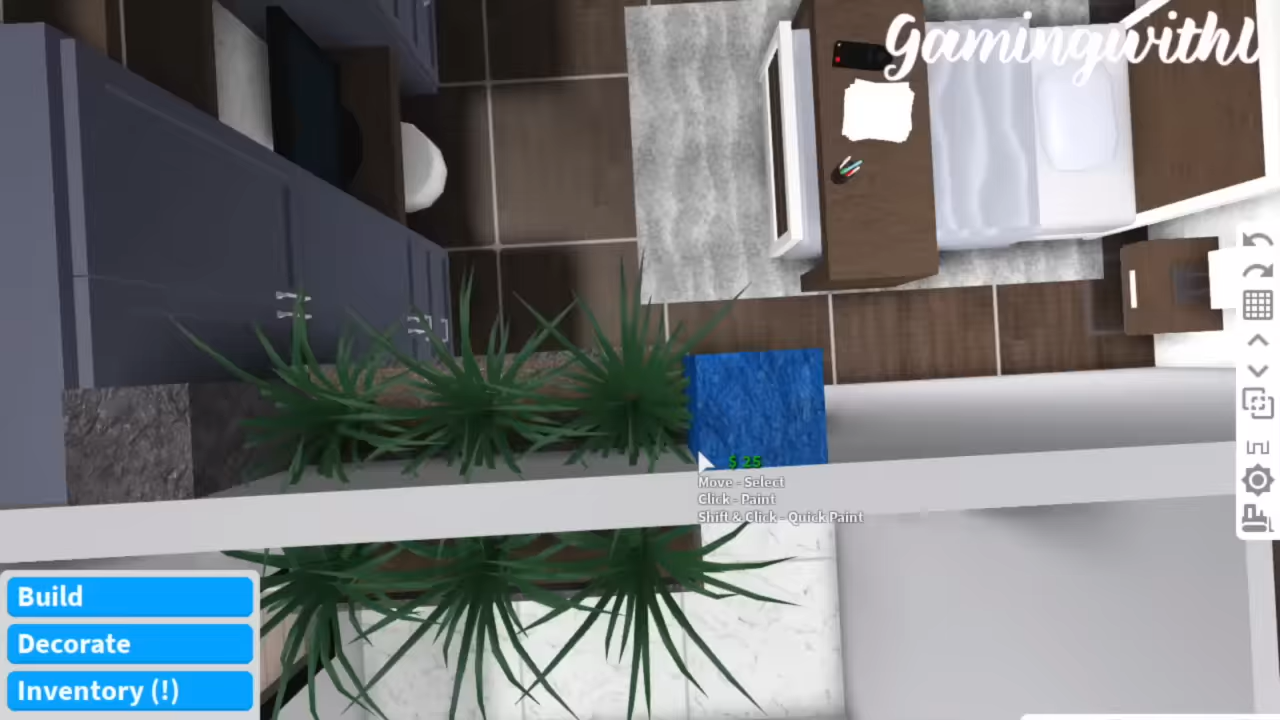 Gamingwithl
$ 25
Move - Select
Click - Paint
Shift & Click - Quick Paint
Build
Decorate
Inventory (!)